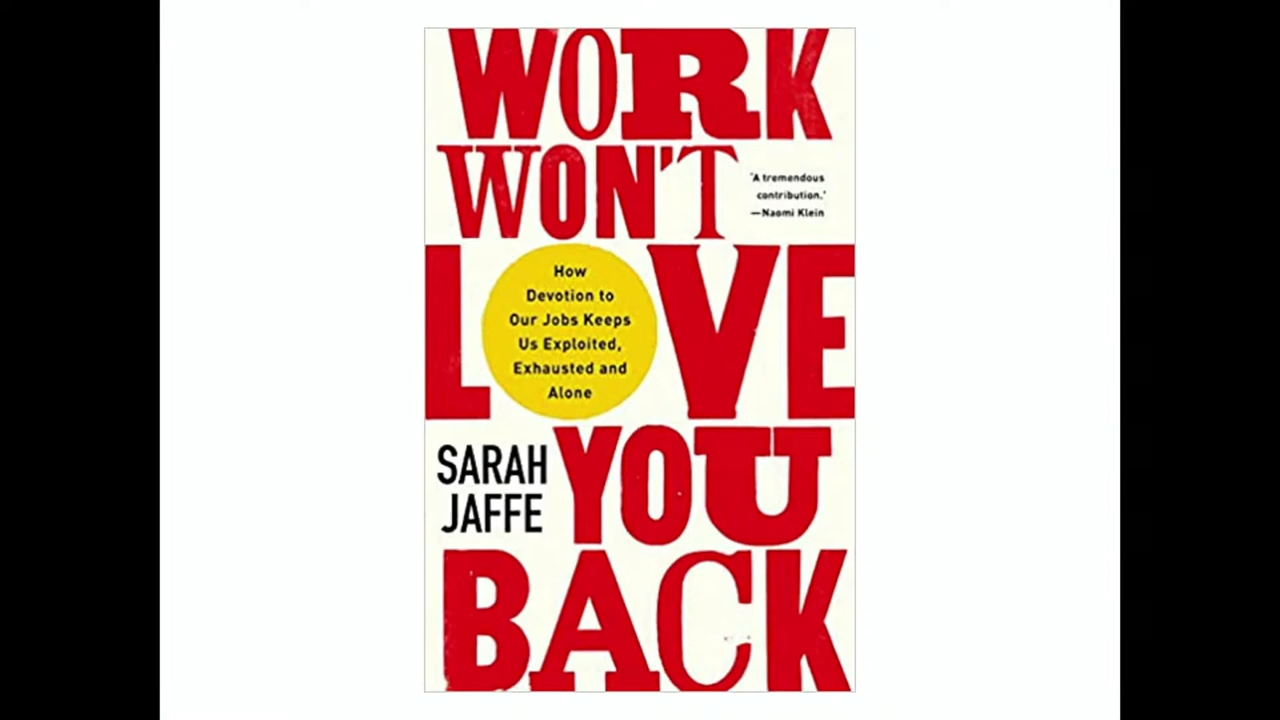 WORK
WON'T
'A tremendous
contribution.'
—Naomi Klein
LOVE
How
Devotion to
Our Jobs Keeps
Us Exploited,
Exhausted and
Alone
SARAH
JAFFE
YOU
BACK